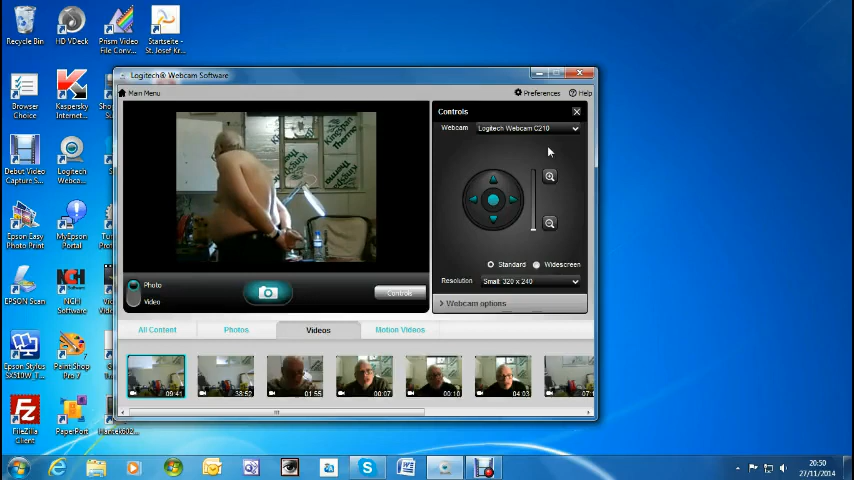 Recycle Bin
HD VDeck
Prism Video
File Conv...
Startseite -
St. Josef Kr...
Browser
Choice
Kaspersky
Internet...
Debut Video
Capture S...
Logitech
Webca...
Epson Easy
Photo Print
MyEpson
Portal
EPSON Scan
NCH
Software
Epson Stylus
SX510W T...
Paint Shop
Pro 7
FileZilla
Client
PaperPort
Logitech® Webcam Software
Main Menu
Preferences
Help
Controls
Webcam
Logitech Webcam C210
Kingspan
Thermo
Standard
Widescreen
Resolution
Small: 320 x 240
Webcam options
Photo
Video
Controls
All Content
Photos
Videos
Motion Videos
09:41
38:52
01:55
00:07
00:10
04:03
20:50
27/11/2014